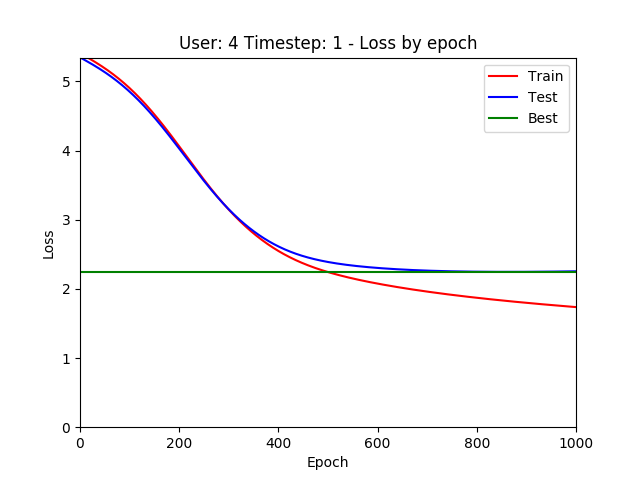 User: 4 Timestep: 1 - Loss by epoch
Train
Test
Best
5
4
3
2
1
0
Loss
0 200 400 600 800 1000
Epoch